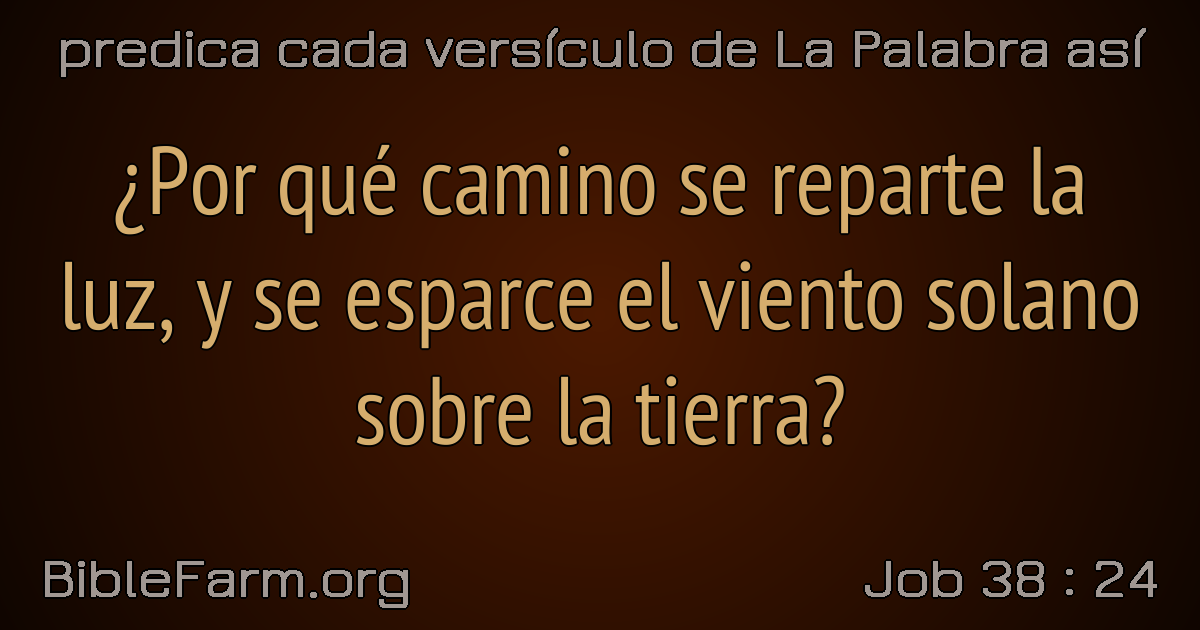 predica cada versículo de La Palabra así
¿Por qué camino se reparte la
luz, y se esparce el viento solano
sobre la tierra?
BibleFarm.org
Job 38 : 24